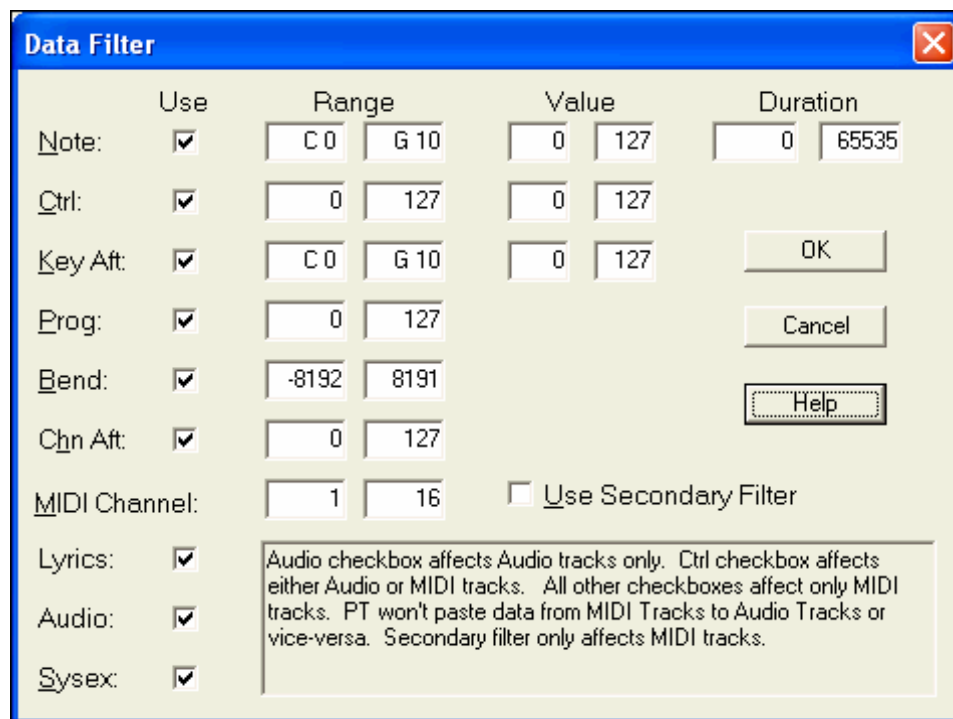 Data Filter
Use Range Value Duration
Note: C 0 G 10 0 127 0 65535
Ctrl: 0 127 0 127
Key Aft: C 0 G 10 0 127 OK
Prog: 0 127 Cancel
Bend: -8192 8191 Help
Chn Aft: 0 127
MIDI Channel: 1 16 Use Secondary Filter
Lyrics:
Audio:
Sysex:
Audio checkbox affects Audio tracks only. Ctrl checkbox affects
either Audio or MIDI tracks. All other checkboxes affect only MIDI
tracks. PT won't paste data from MIDI Tracks to Audio Tracks or
vice-versa. Secondary filter only affects MIDI tracks.